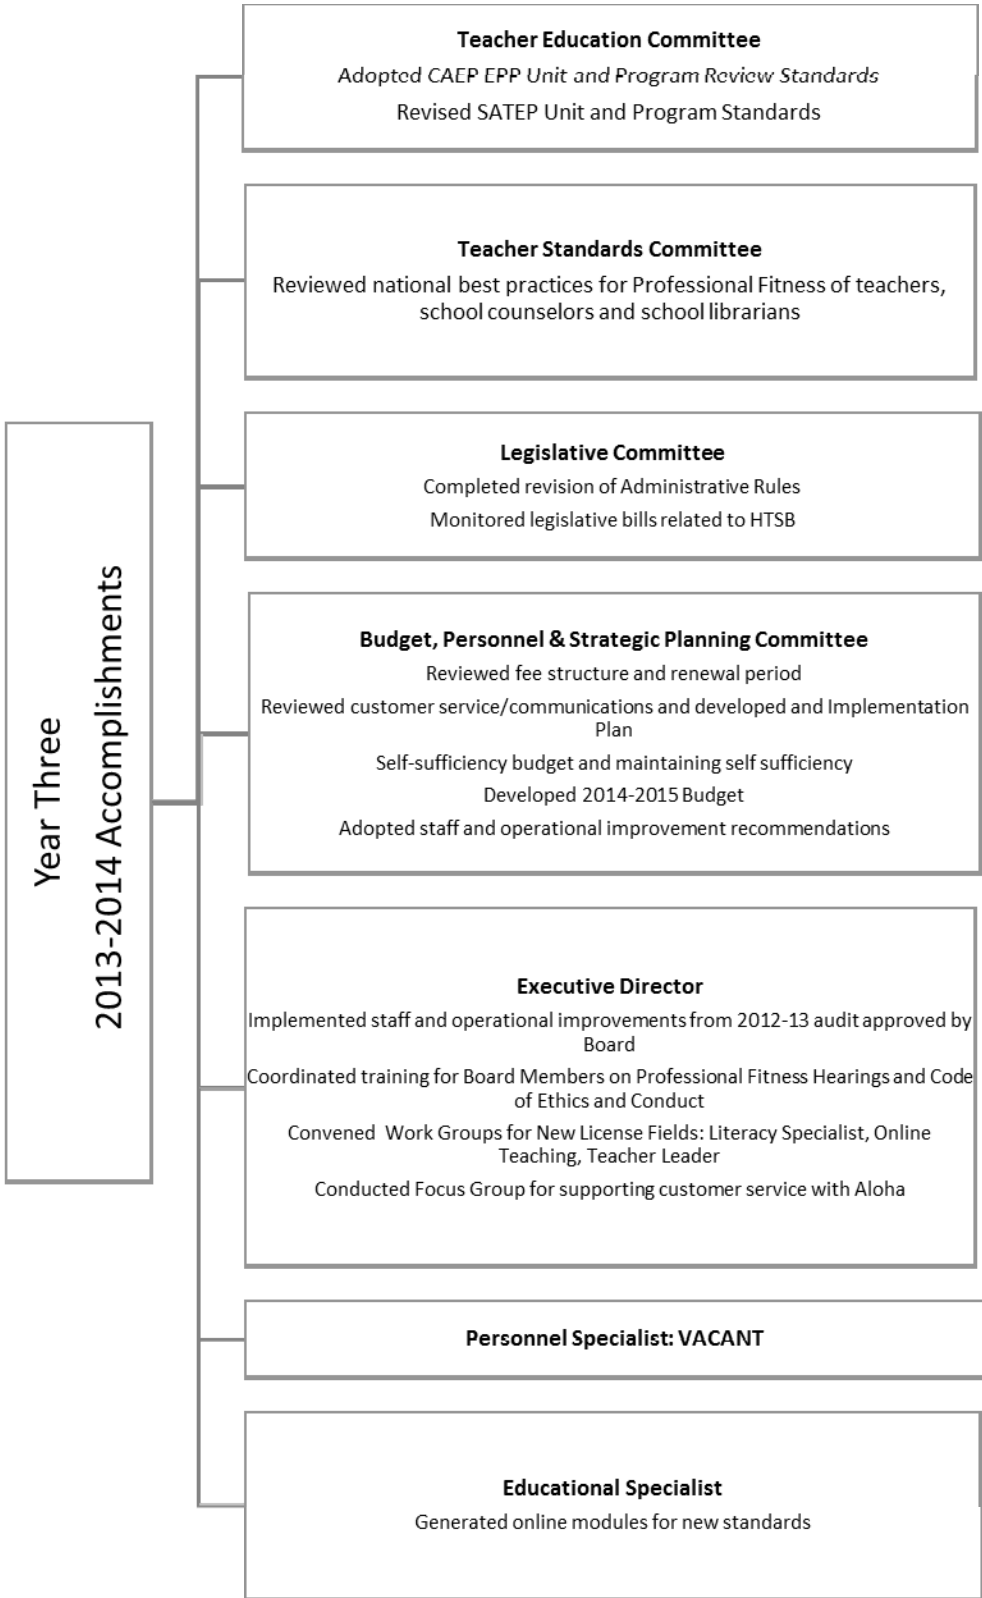 Year Three
2013-2014 Accomplishments
Teacher Education Committee
Adopted CAEP EPP Unit and Program Review Standards
Revised SATEP Unit and Program Standards
Teacher Standards Committee
Reviewed national best practices for Professional Fitness of teachers,
school counselors and school librarians
Legislative Committee
Completed revision of Administrative Rules
Monitored legislative bills related to HTSB
Budget, Personnel & Strategic Planning Committee
Reviewed fee structure and renewal period
Reviewed customer service/communications and developed and Implementation
Plan
Self-sufficiency budget and maintaining self sufficiency
Developed 2014-2015 Budget
Adopted staff and operational improvement recommendations
Executive Director
Implemented staff and operational improvements from 2012-13 audit approved by
Board
Coordinated training for Board Members on Professional Fitness Hearings and Code
of Ethics and Conduct
Convened Work Groups for New License Fields: Literacy Specialist, Online
Teaching, Teacher Leader
Conducted Focus Group for supporting customer service with Aloha
Personnel Specialist: VACANT
Educational Specialist
Generated online modules for new standards